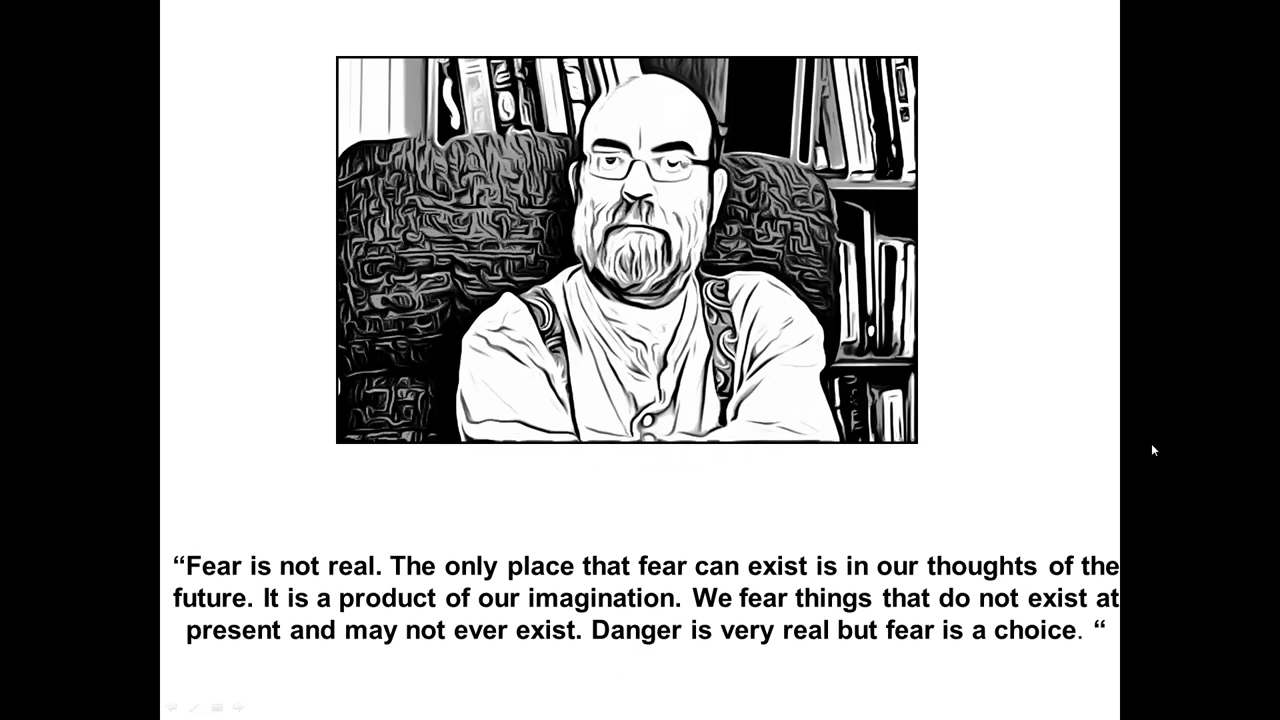 “Fear is not real. The only place that fear can exist is in our thoughts of the
future. It is a product of our imagination. We fear things that do not exist at
present and may not ever exist. Danger is very real but fear is a choice. “